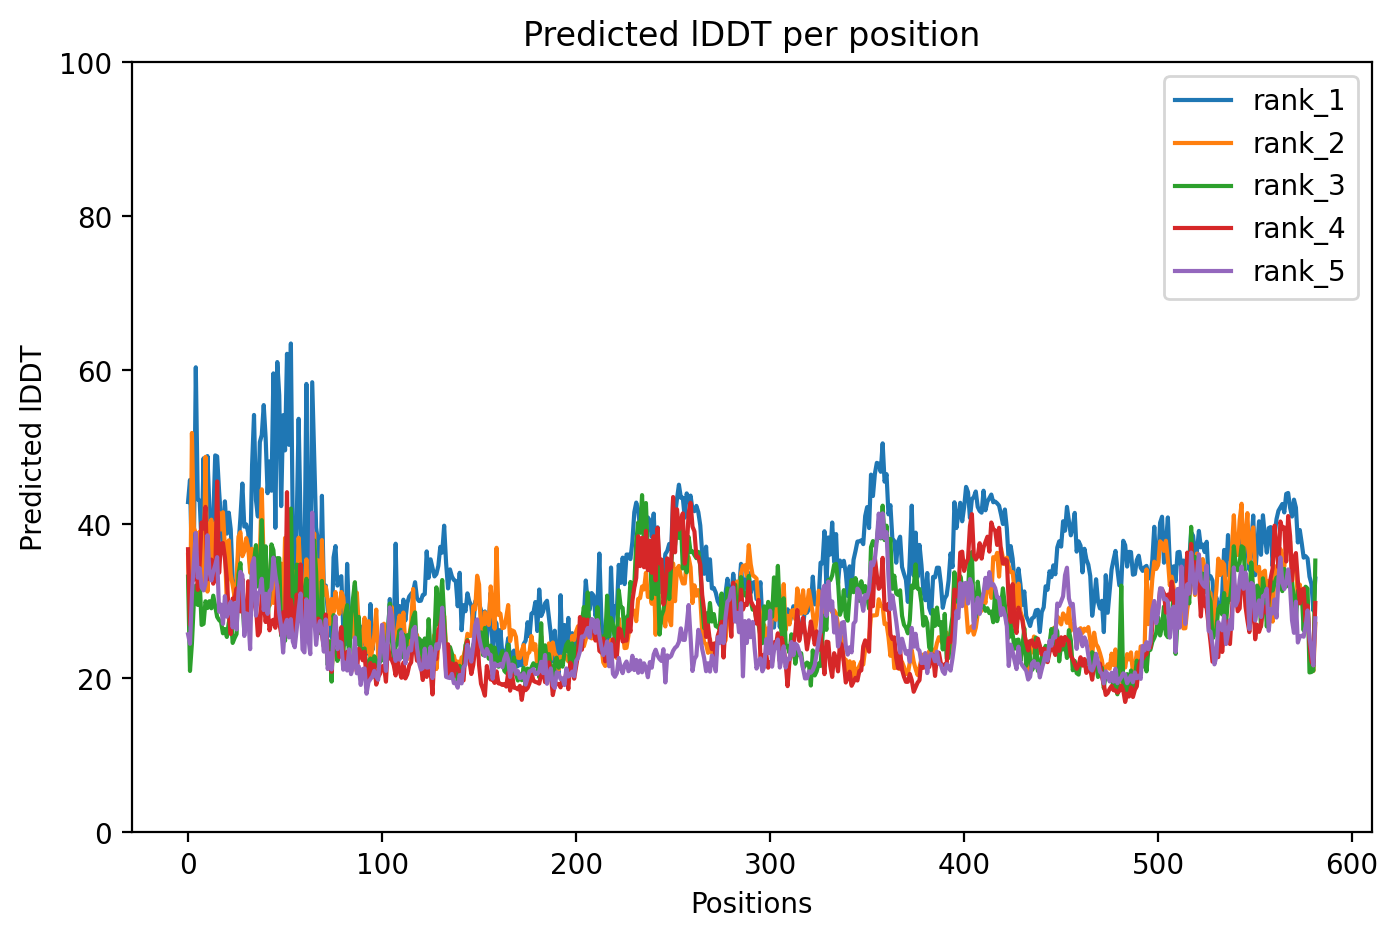 Predicted lDDT per position
100
80
60
40
20
0
Predicted lDDT
0 100 200 300 400 500 600
Positions
rank_1
rank_2
rank_3
rank_4
rank_5